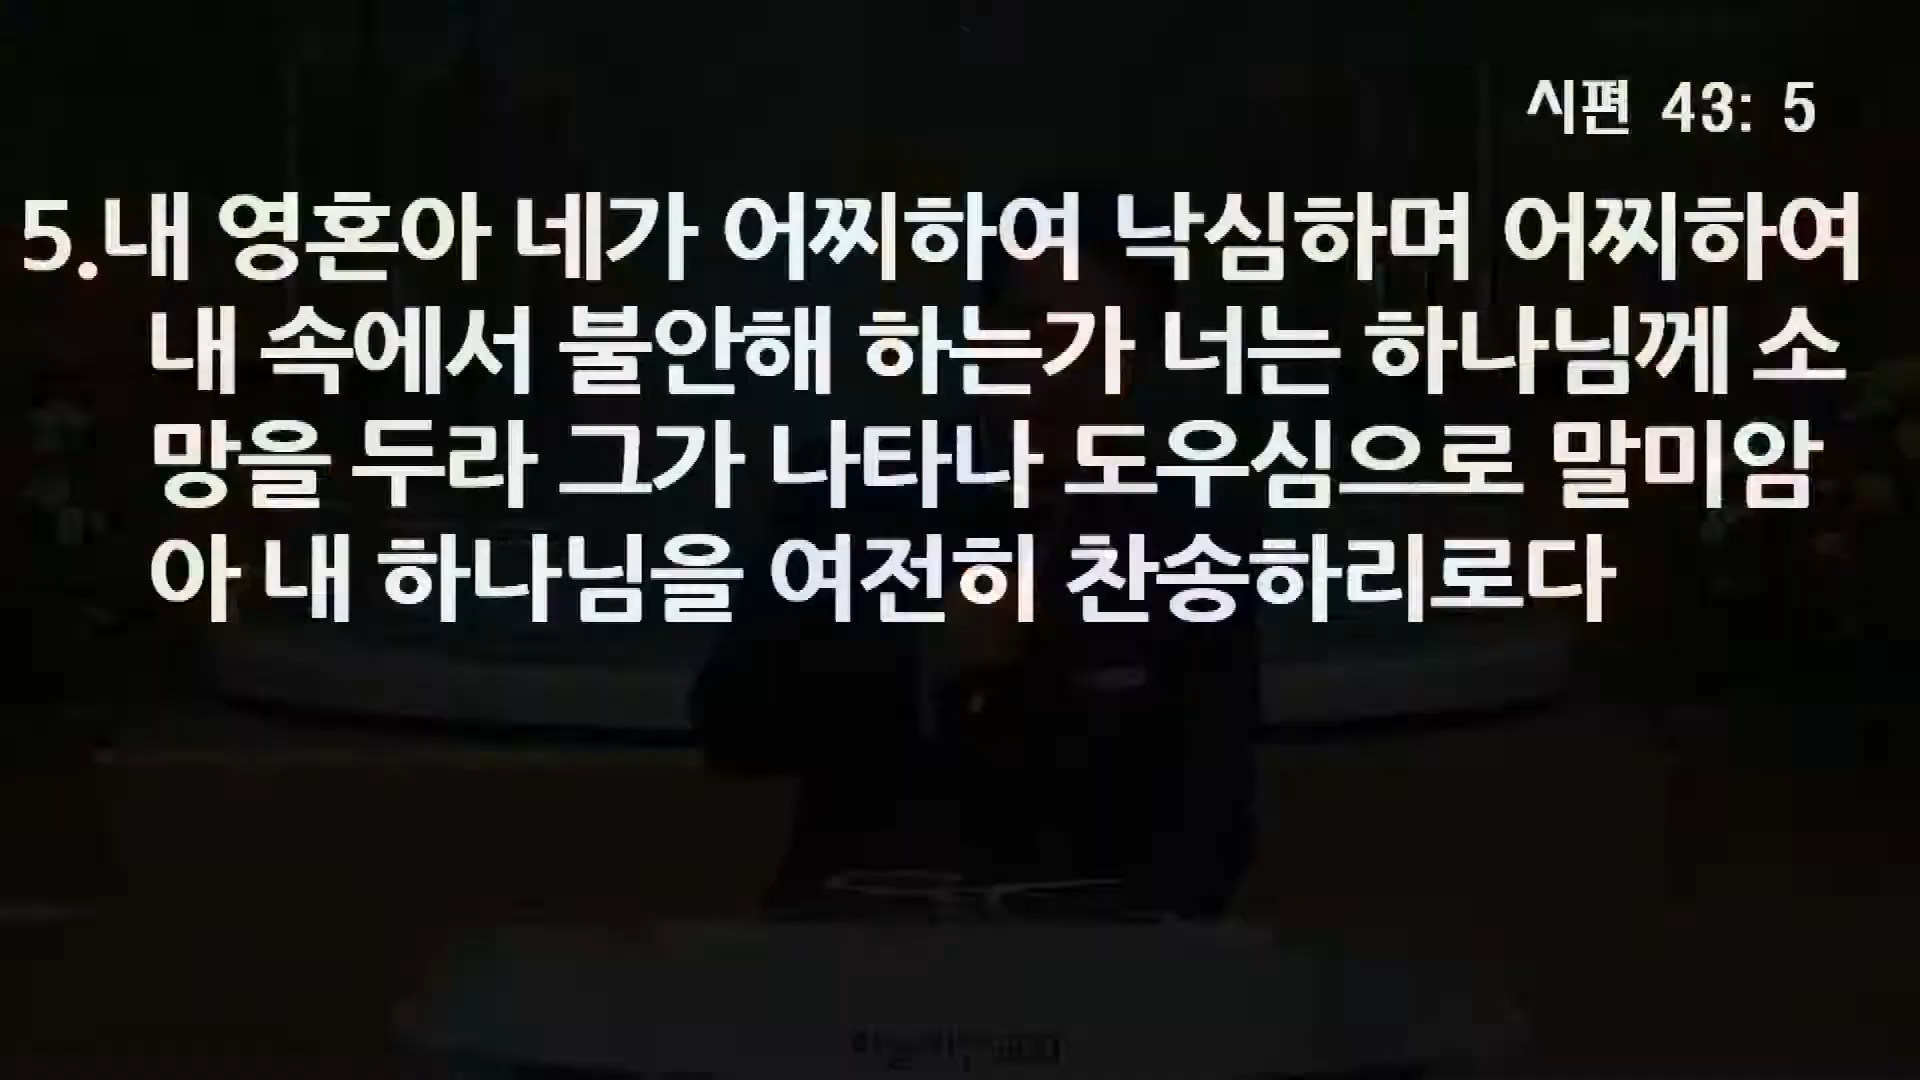 시편 43: 5
5.내 영혼아 네가 어찌하여 낙심하며 어찌하여
내 속에서 불안해 하는가 너는 하나님께 소
망을 두라 그가 나타나 도우심으로 말미암
아 내 하나님을 여전히 찬송하리로다